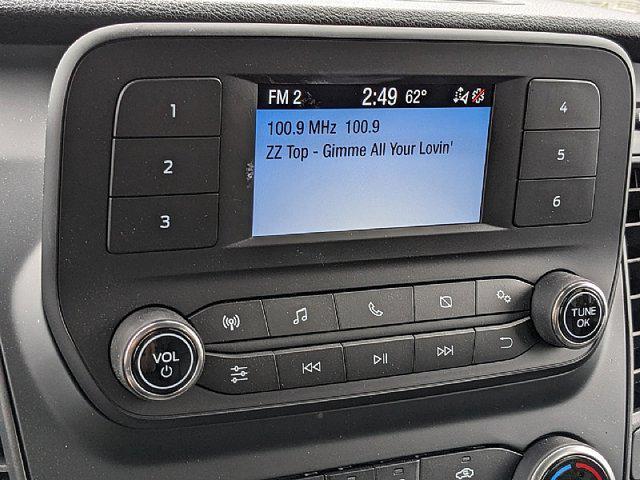 FM 2 2:49 62°
100.9 MHz 100.9
ZZ Top - Gimme All Your Lovin'
1
2
3
4
5
6
VOL
TUNE
OK